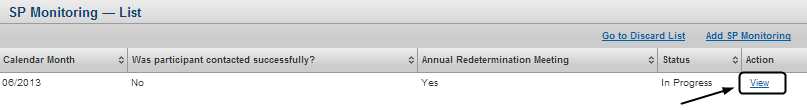 SP Monitoring — List
Go to Discard List Add SP Monitoring
Calendar Month Was participant contacted successfully? Annual Redetermination Meeting Status Action
06/2013 No Yes In Progress View